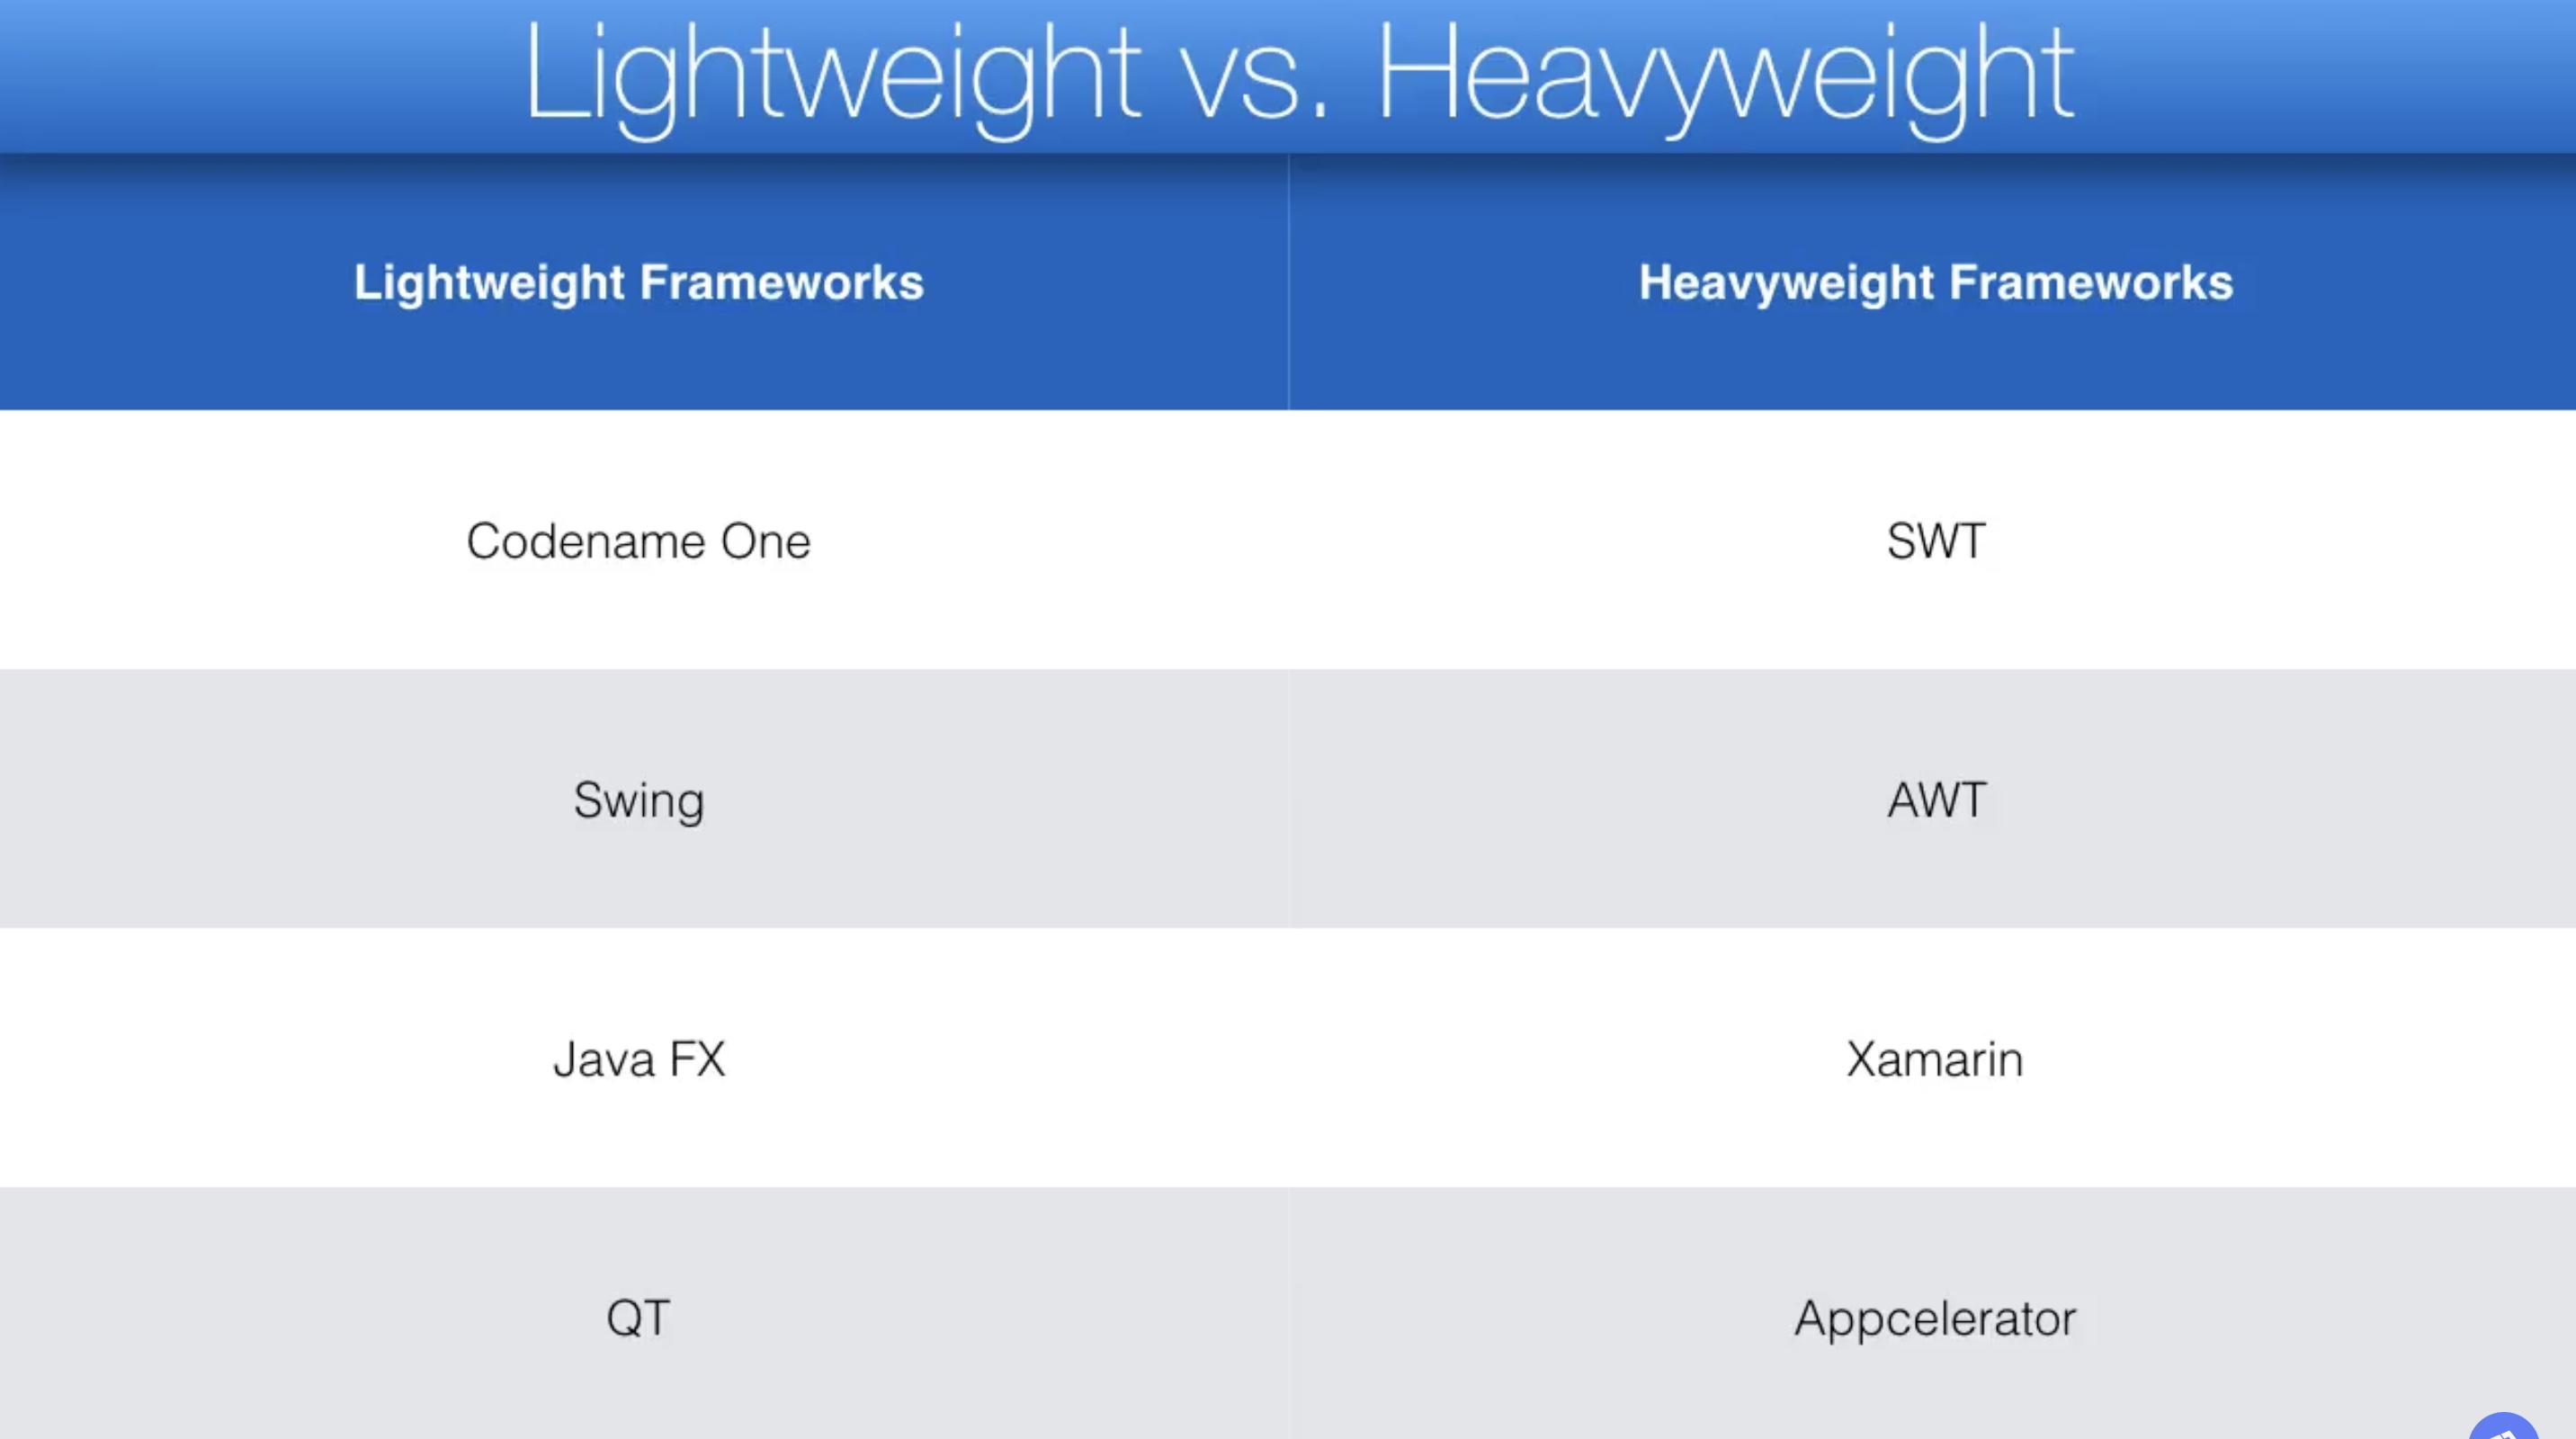 Lightweight vs. Heavyweight
Lightweight Frameworks Heavyweight Frameworks
Codename One SWT
Swing AWT
Java FX Xamarin
QT Appcelerator